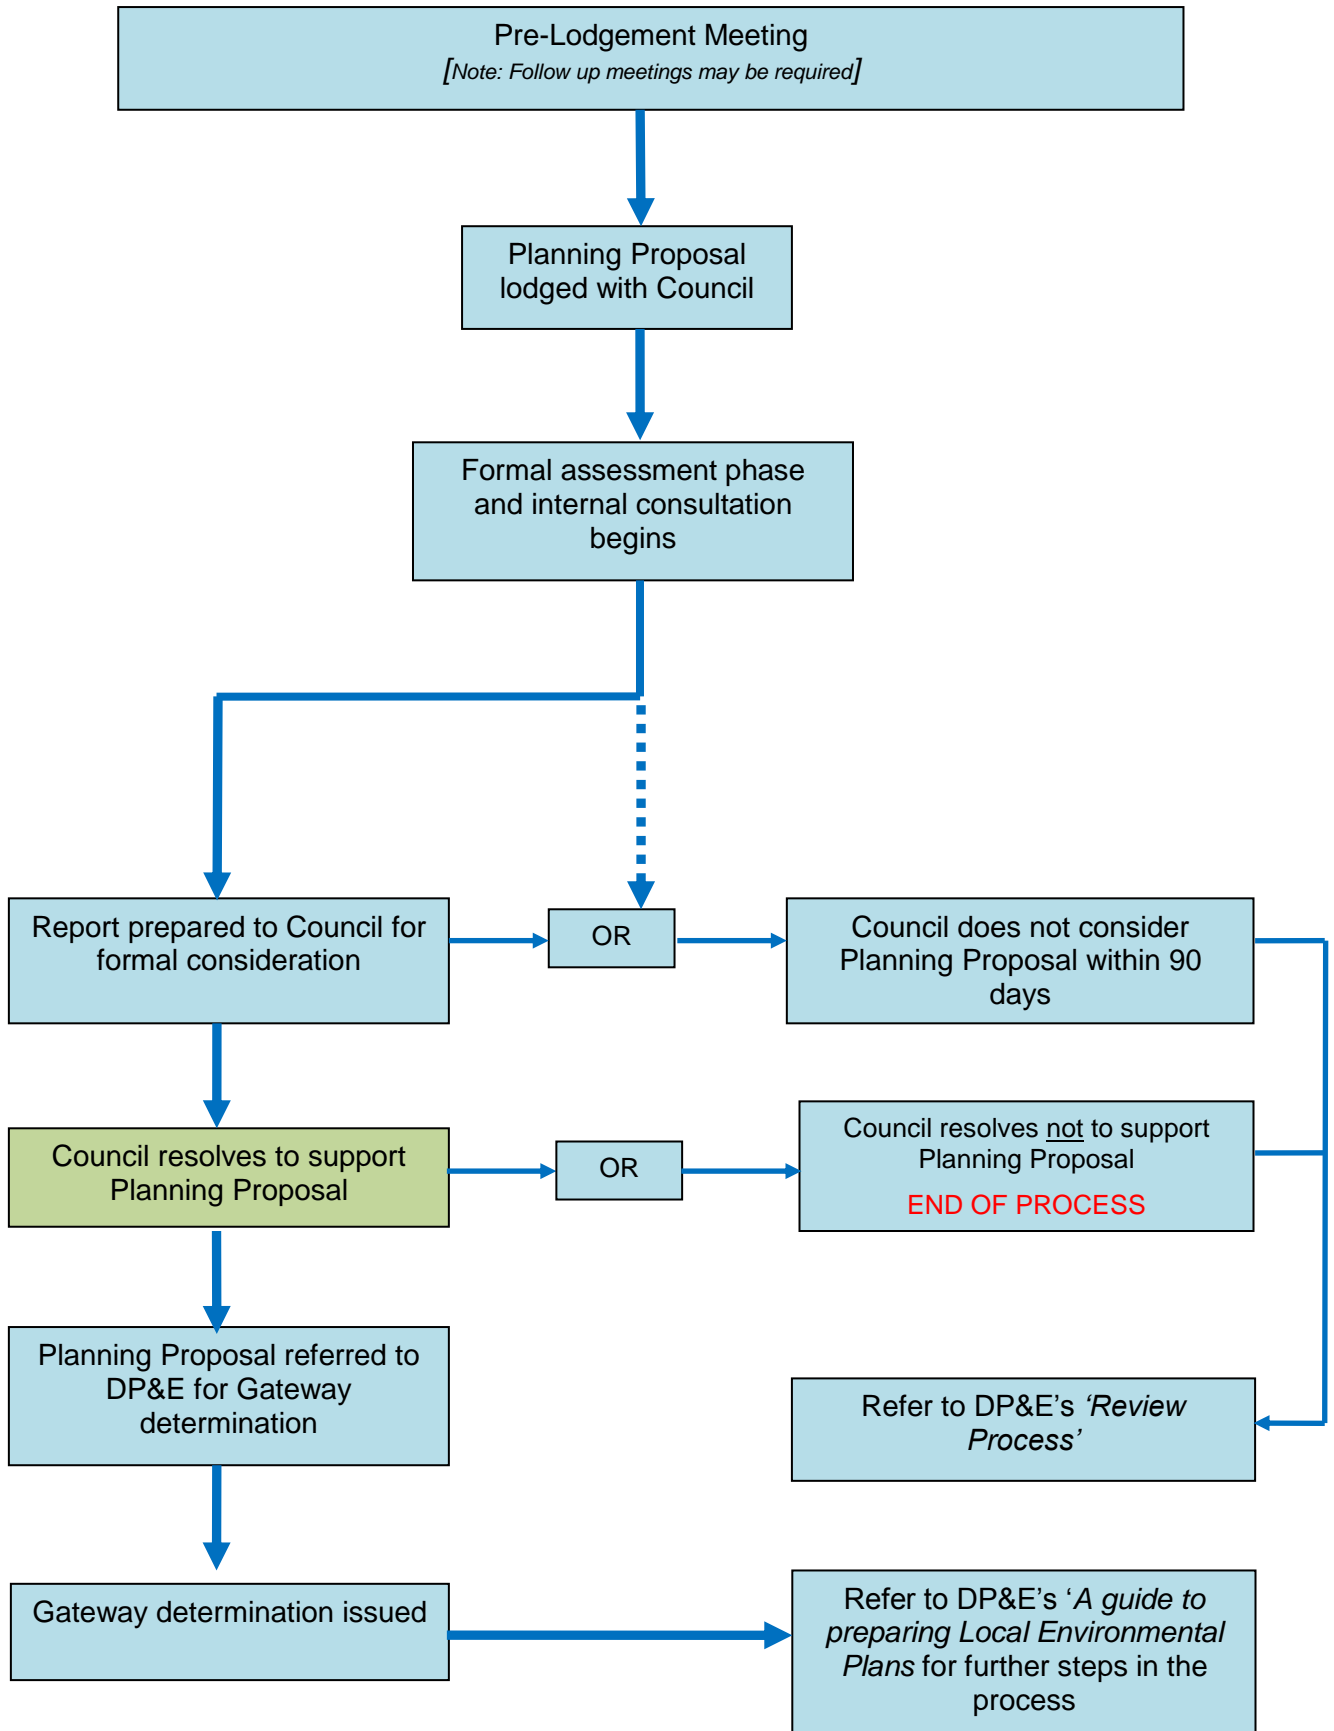 Pre-Lodgement Meeting
[Note: Follow up meetings may be required]
Planning Proposal
lodged with Council
Formal assessment phase
and internal consultation
begins
Report prepared to Council for
formal consideration
OR
Council does not consider
Planning Proposal within 90
days
Council resolves to support
Planning Proposal
OR
Council resolves not to support
Planning Proposal
END OF PROCESS
Planning Proposal referred to
DP&E for Gateway
determination
Refer to DP&E’s ‘Review
Process’
Gateway determination issued
Refer to DP&E’s ‘A guide to
preparing Local Environmental
Plans for further steps in the
process